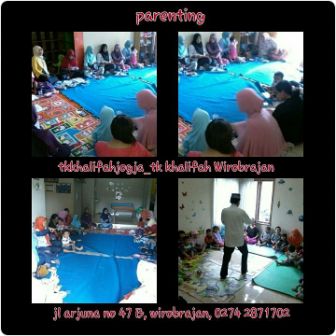 parenting
tkkhalifahjogja_tk khalifah Wirobrajan
jl arjuna no 47 B, wirobrajan, 0274 2871702